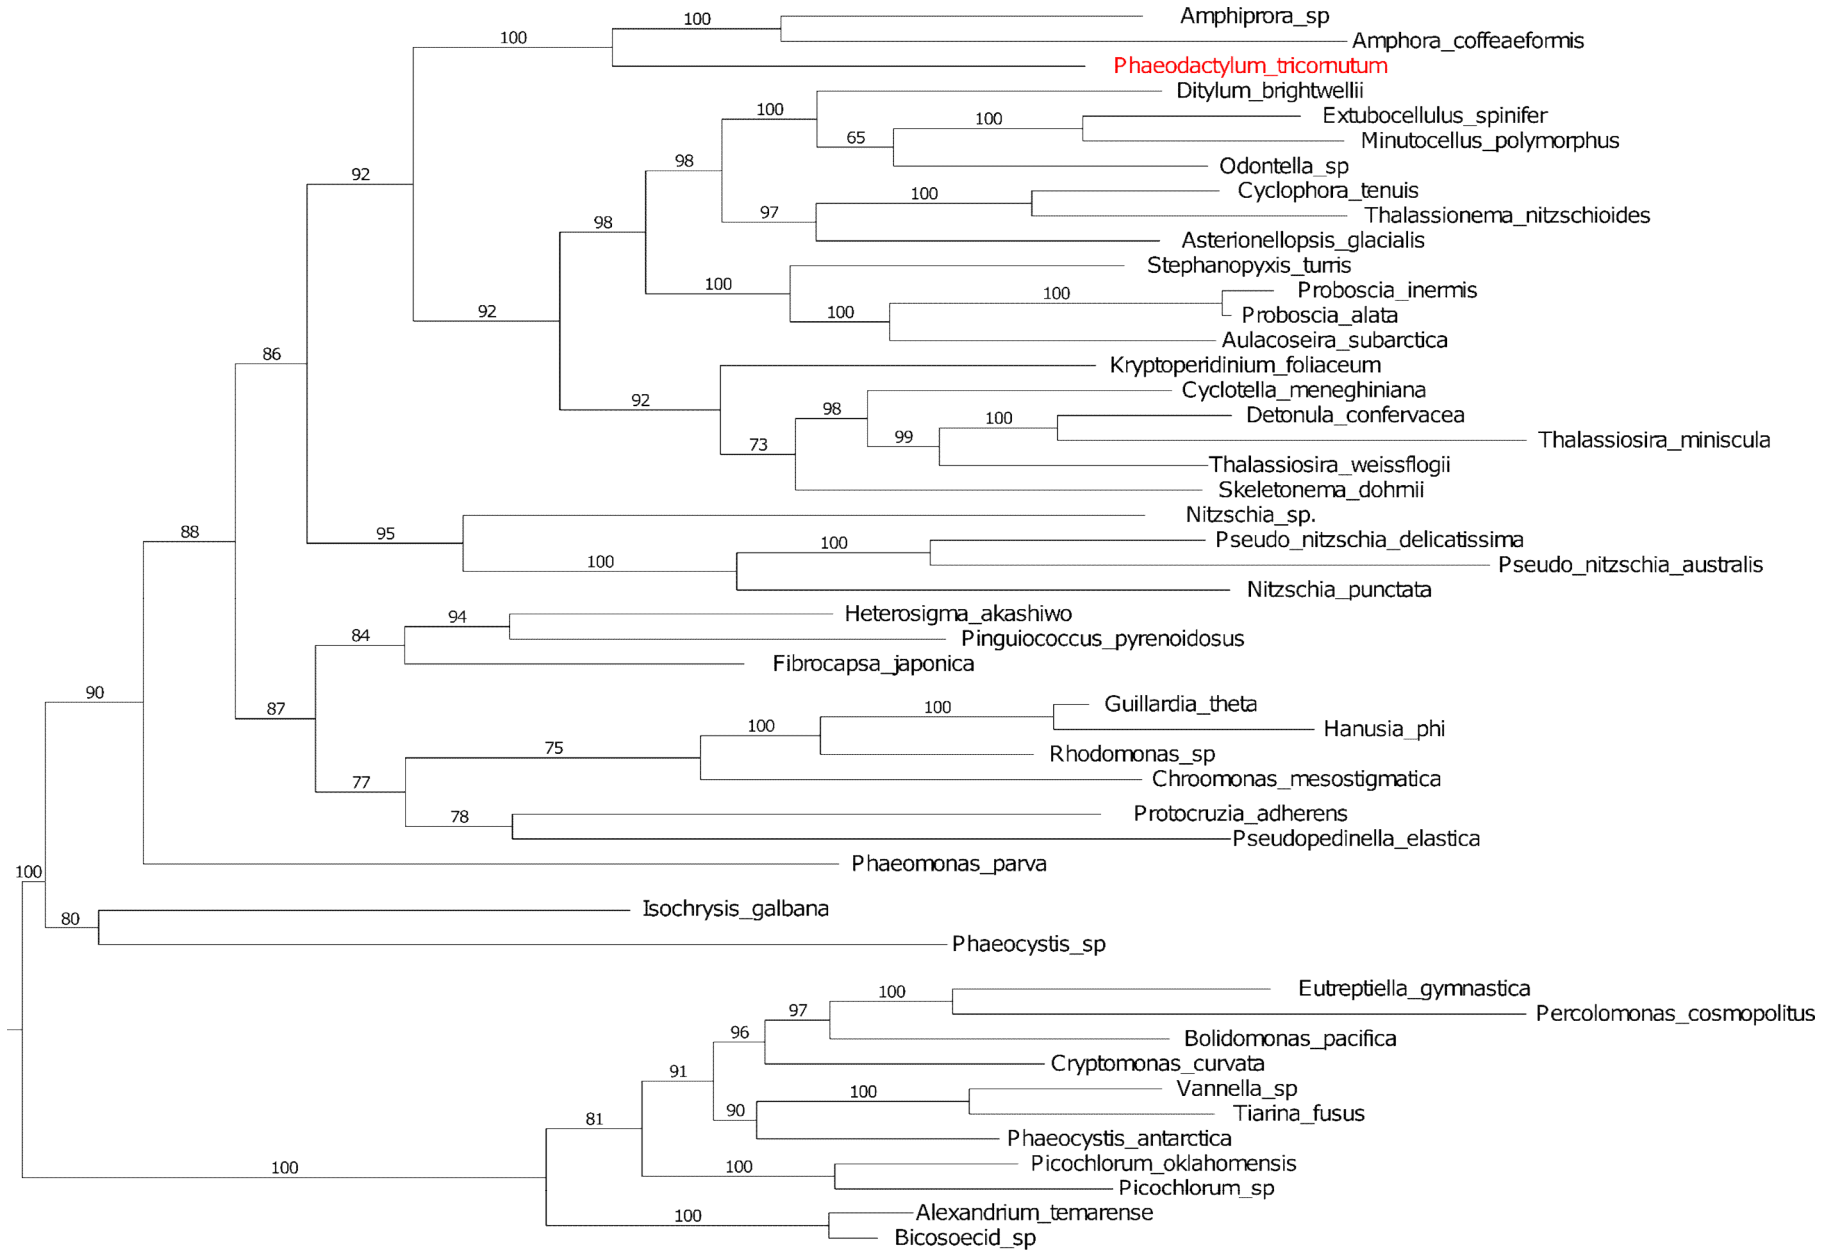 100 Amphiprora_sp
100 Amphora_coffeaeformis
Phaeodactylum_tricornutum
Ditylum_brightwellii
100 Extubocellulus_spinifer
100
65 Minutocellus_polymorphus
98 Odontella_sp
Cyclophora_tenuis
92 100
97 Thalassionema_nitzschioides
98 Asterionellopsis_glacialis
Stephanopyxis_turris
100 100 Proboscia_inermis
92 100 Proboscia_alata
Aulacoseira_subarctica
86 Kryptoperidinium_foliaceum
Cyclotella_meneghiniana
92 98 Detonula_confervacea
100
73 99 Thalassiosira_miniscula
Thalassiosira_weissflogii
Skeletonema_dohrnii
Nitzschia_sp.
88 95 Pseudo_nitzschia_delicatissima
100
100 Pseudo_nitzschia_australis
Nitzschia_punctata
94 Heterosigma_akashiwo
84 Pinguiococcus_pyrenoidosus
Fibrocapsa_japonica
90 Guillardia_theta
87 100
100 Hanusia_phi
75 Rhodomonas_sp
77 Chroomonas_mesostigmatica
78 Protocruzia_adherens
Pseudopedinella_elastica
Phaeomonas_parva
100
Isochrysis_galbana
80
Phaeocystis_sp
100 Eutreptiella_gymnastica
97 Percolomonas_cosmopolitus
96 Bolidomonas_pacifica
Cryptomonas_curvata
91
100 Vannella_sp
90 Tiarina_fusus
81
Phaeocystis_antarctica
100 100 Picochlorum_oklahomensis
Picochlorum_sp
100 Alexandrium_temarense
Bicosoecid_sp